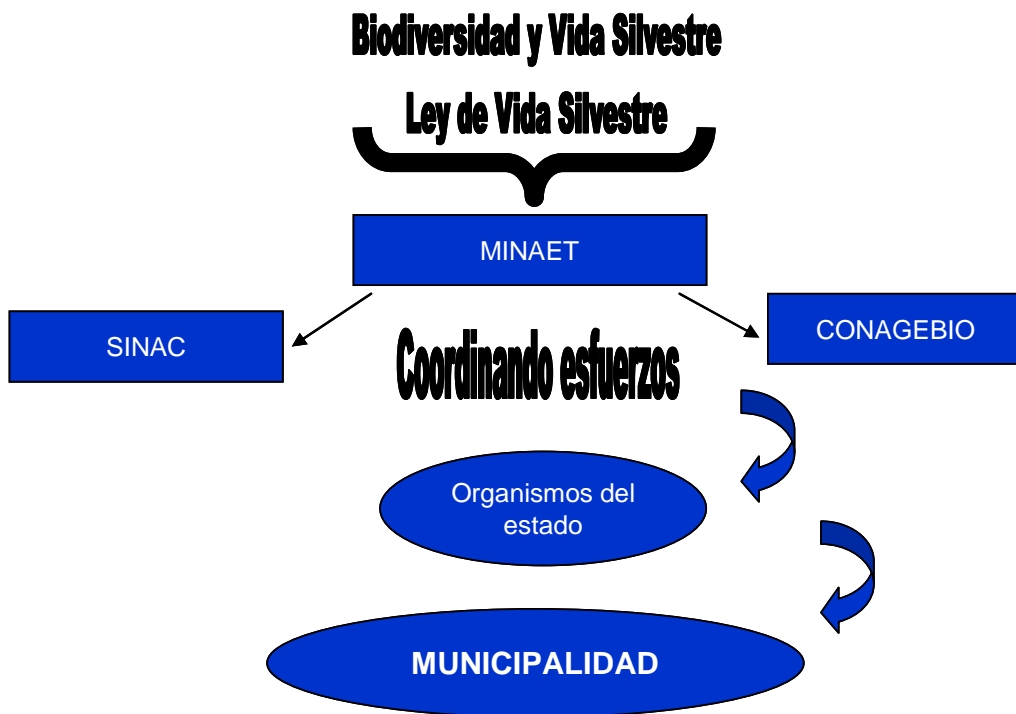 Biodiversidad y Vida Silvestre
Ley de Vida Silvestre
MINAET
SINAC
CONAGEBIO
Coordinando esfuerzos
Organismos del
estado
MUNICIPALIDAD